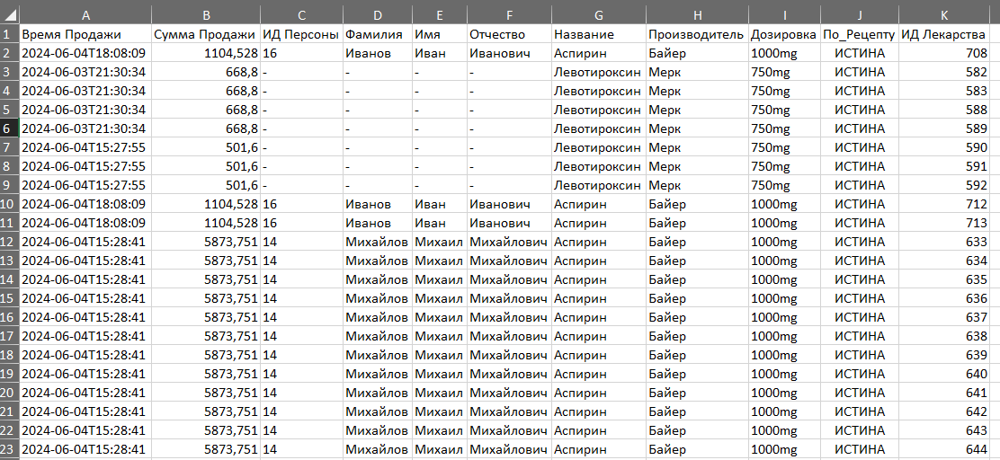 A B C D E F G H I J K
1 Время Продажи Сумма Продажи ИД Персоны Фамилия Имя Отчество Название Производитель Дозировка По_Рецепту ИД Лекарства
2 2024-06-04T18:08:09 1104,528 16 Иванов Иван Иванович Аспирин Байер 1000mg ИСТИНА 708
3 2024-06-03T21:30:34 668,8 - - - - Левотироксин Мерк 750mg ИСТИНА 582
4 2024-06-03T21:30:34 668,8 - - - - Левотироксин Мерк 750mg ИСТИНА 583
5 2024-06-03T21:30:34 668,8 - - - - Левотироксин Мерк 750mg ИСТИНА 588
6 2024-06-03T21:30:34 668,8 - - - - Левотироксин Мерк 750mg ИСТИНА 589
7 2024-06-04T15:27:55 501,6 - - - - Левотироксин Мерк 750mg ИСТИНА 590
8 2024-06-04T15:27:55 501,6 - - - - Левотироксин Мерк 750mg ИСТИНА 591
9 2024-06-04T15:27:55 501,6 - - - - Левотироксин Мерк 750mg ИСТИНА 592
10 2024-06-04T18:08:09 1104,528 16 Иванов Иван Иванович Аспирин Байер 1000mg ИСТИНА 712
11 2024-06-04T18:08:09 1104,528 16 Иванов Иван Иванович Аспирин Байер 1000mg ИСТИНА 713
12 2024-06-04T15:28:41 5873,751 14 Михайлов Михаил Михайлович Аспирин Байер 1000mg ИСТИНА 633
13 2024-06-04T15:28:41 5873,751 14 Михайлов Михаил Михайлович Аспирин Байер 1000mg ИСТИНА 634
14 2024-06-04T15:28:41 5873,751 14 Михайлов Михаил Михайлович Аспирин Байер 1000mg ИСТИНА 635
15 2024-06-04T15:28:41 5873,751 14 Михайлов Михаил Михайлович Аспирин Байер 1000mg ИСТИНА 636
16 2024-06-04T15:28:41 5873,751 14 Михайлов Михаил Михайлович Аспирин Байер 1000mg ИСТИНА 637
17 2024-06-04T15:28:41 5873,751 14 Михайлов Михаил Михайлович Аспирин Байер 1000mg ИСТИНА 638
18 2024-06-04T15:28:41 5873,751 14 Михайлов Михаил Михайлович Аспирин Байер 1000mg ИСТИНА 639
19 2024-06-04T15:28:41 5873,751 14 Михайлов Михаил Михайлович Аспирин Байер 1000mg ИСТИНА 640
20 2024-06-04T15:28:41 5873,751 14 Михайлов Михаил Михайлович Аспирин Байер 1000mg ИСТИНА 641
21 2024-06-04T15:28:41 5873,751 14 Михайлов Михаил Михайлович Аспирин Байер 1000mg ИСТИНА 642
22 2024-06-04T15:28:41 5873,751 14 Михайлов Михаил Михайлович Аспирин Байер 1000mg ИСТИНА 643
23 2024-06-04T15:28:41 5873,751 14 Михайлов Михаил Михайлович Аспирин Байер 1000mg ИСТИНА 644